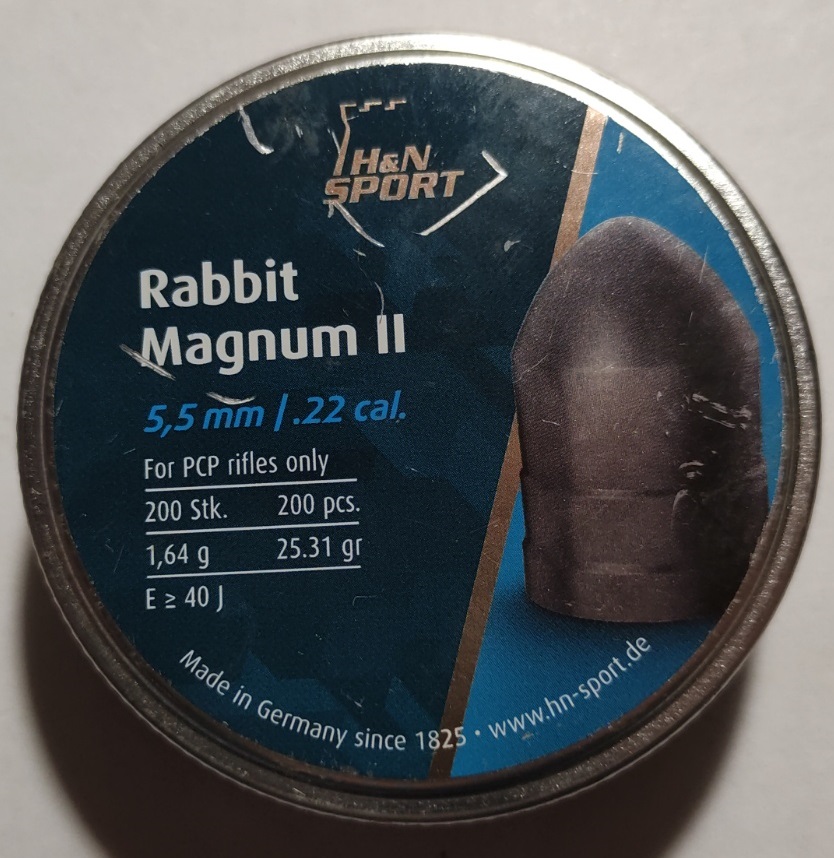 H&N
SPORT
Rabbit
Magnum II
5,5 mm / .22 cal.
For PCP rifles only
200 Stk. 200 pcs.
1,64 g 25.31 gr
E ≥ 40 J
Made in Germany since 1825 · www.hn-sport.de